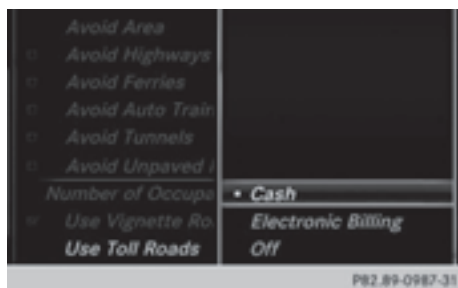 Avoid Area
Avoid Highways
Avoid Ferries
Avoid Auto Train
Avoid Tunnels
Avoid Unpaved
Number of Occupa
• Cash
Use Vignette Ro
Electronic Billing
Use Toll Roads
Off
P82.89-0987-31